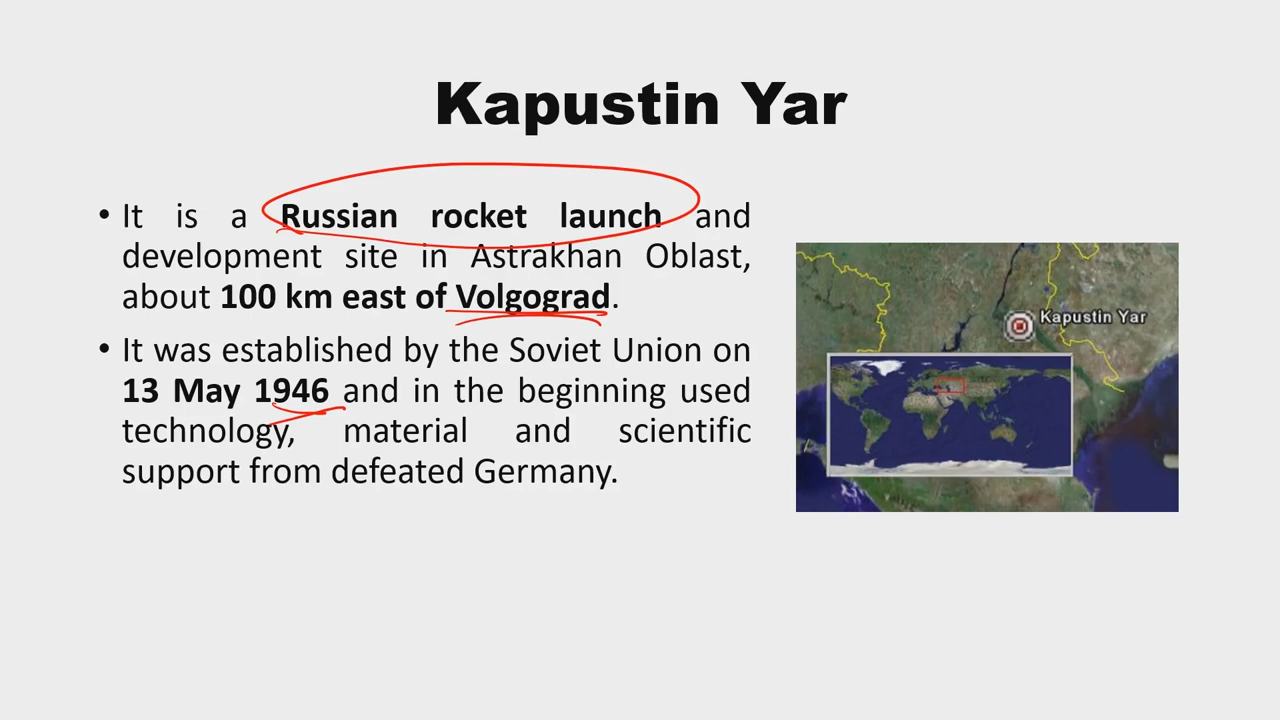 Kapustin Yar
• It is a Russian rocket launch and
development site in Astrakhan Oblast,
about 100 km east of Volgograd.
• It was established by the Soviet Union on
13 May 1946 and in the beginning used
technology, material and scientific
support from defeated Germany.
Kapustin Yar